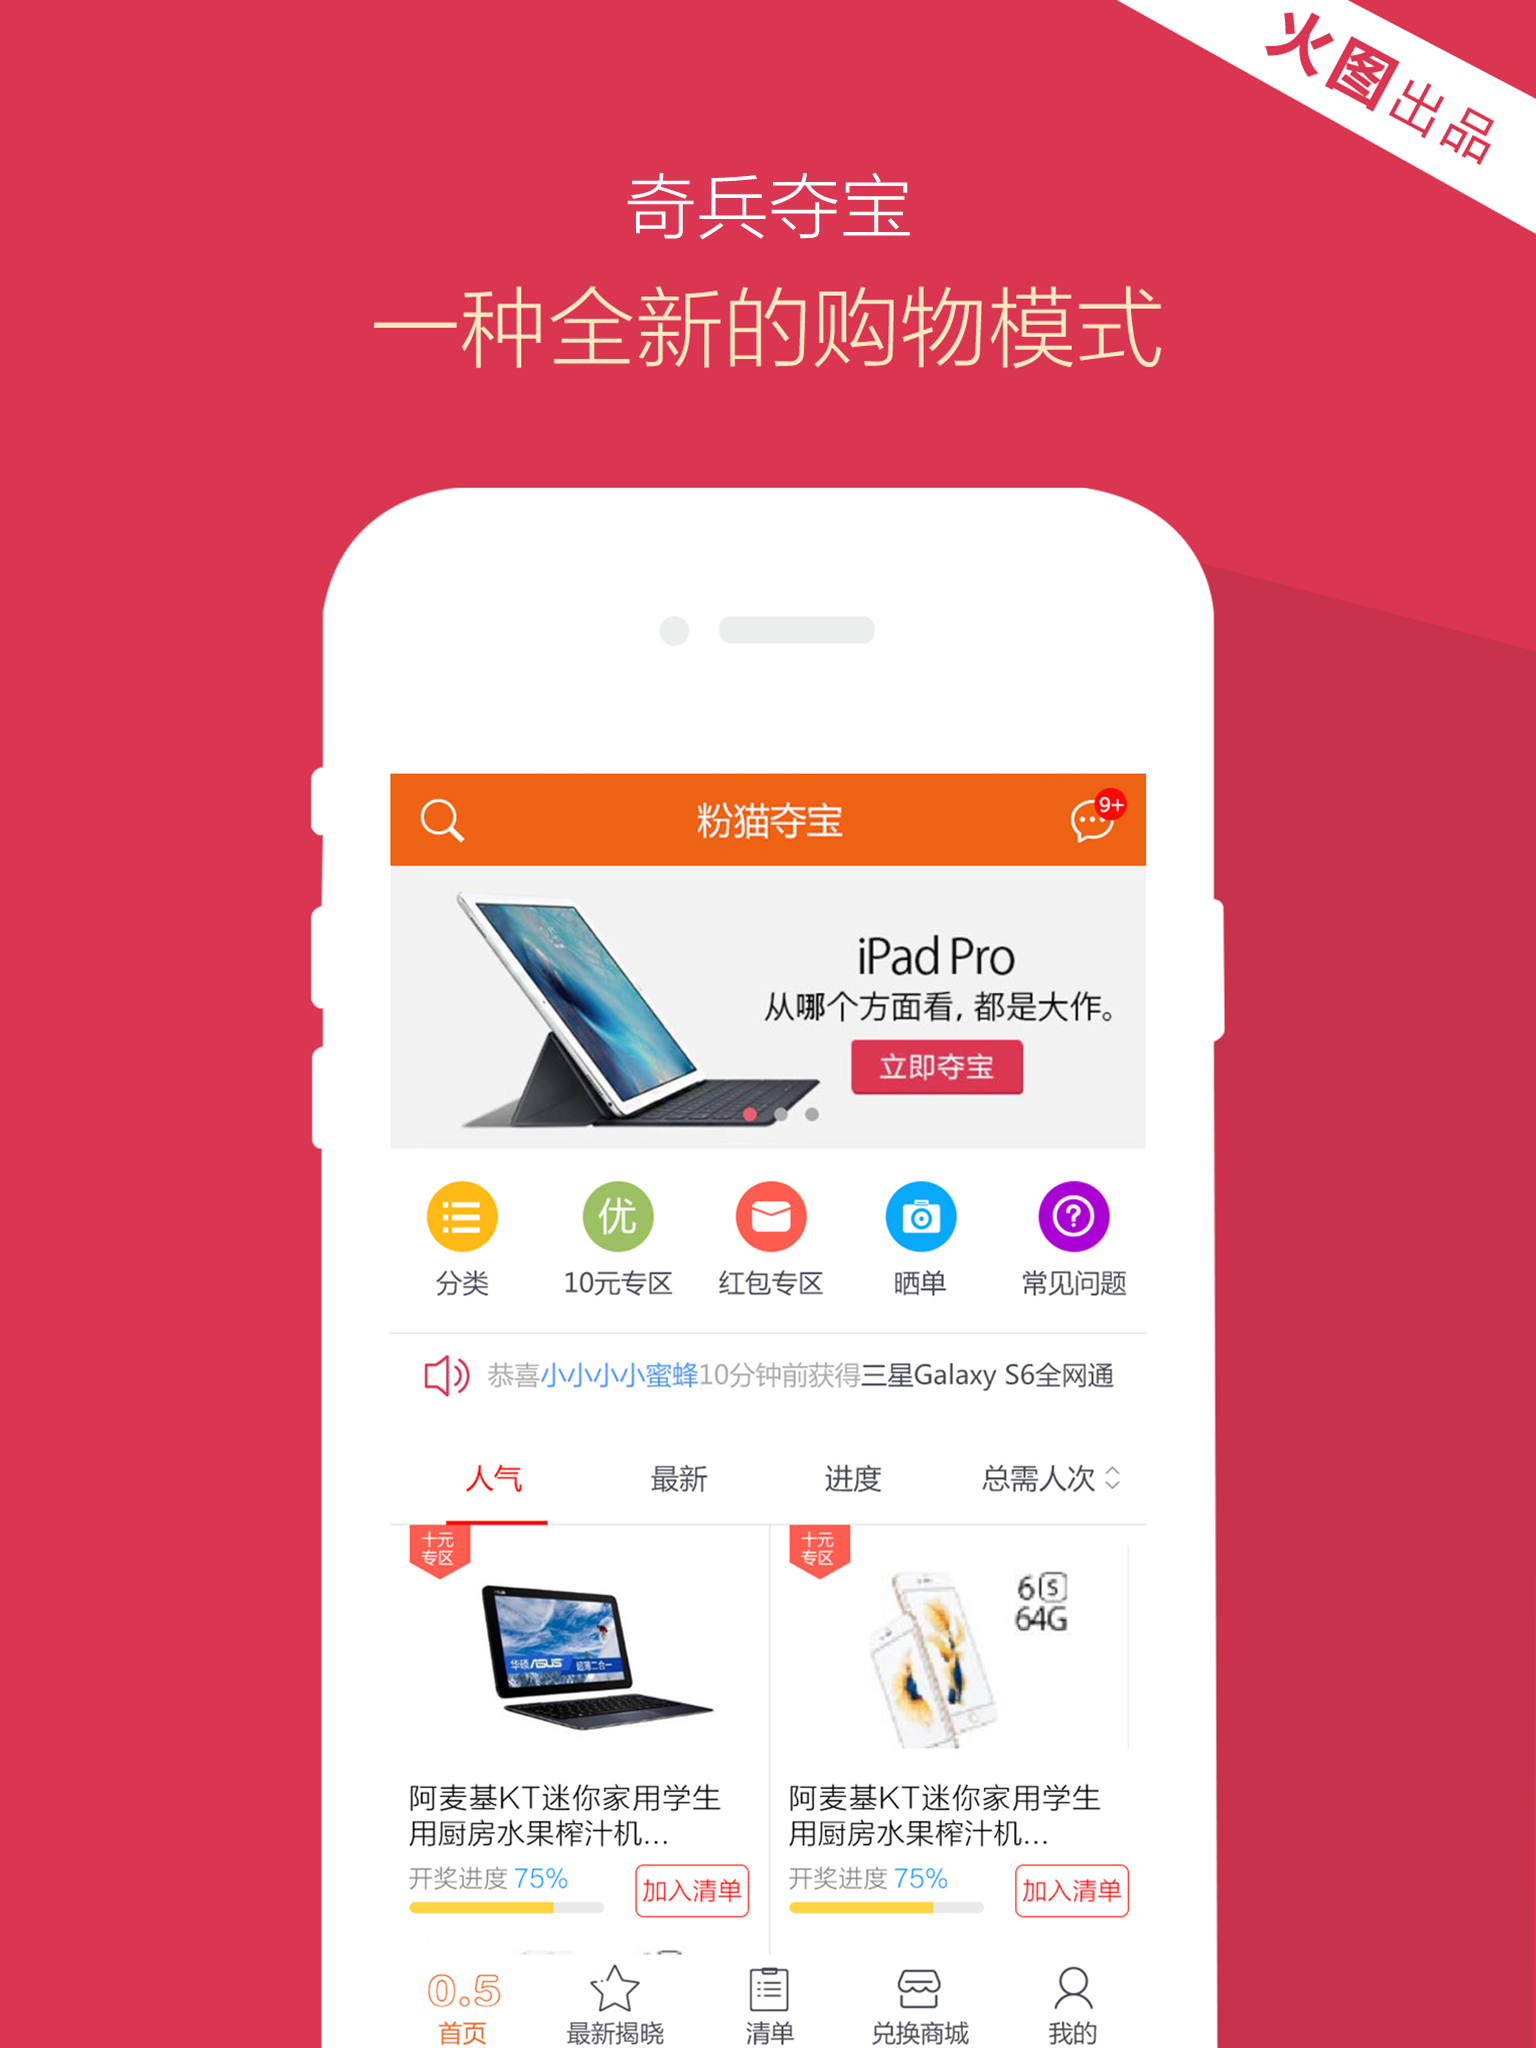 火图出品
奇兵夺宝
一种全新的购物模式
粉猫夺宝
9+
iPad Pro
从哪个方面看，都是大作。
立即夺宝
优
分类
10元专区
红包专区
晒单
常见问题
恭喜小小小小蜜蜂10分钟前获得三星Galaxy S6全网通
人气
最新
进度
总需人次
十元
专区
华硕 ASUS 超薄二合一
阿麦基KT迷你家用学生
用厨房水果榨汁机...
开奖进度 75%
加入清单
十元
专区
6S
64G
阿麦基KT迷你家用学生
用厨房水果榨汁机...
开奖进度 75%
加入清单
0.5
首页
最新揭晓
清单
兑换商城
我的